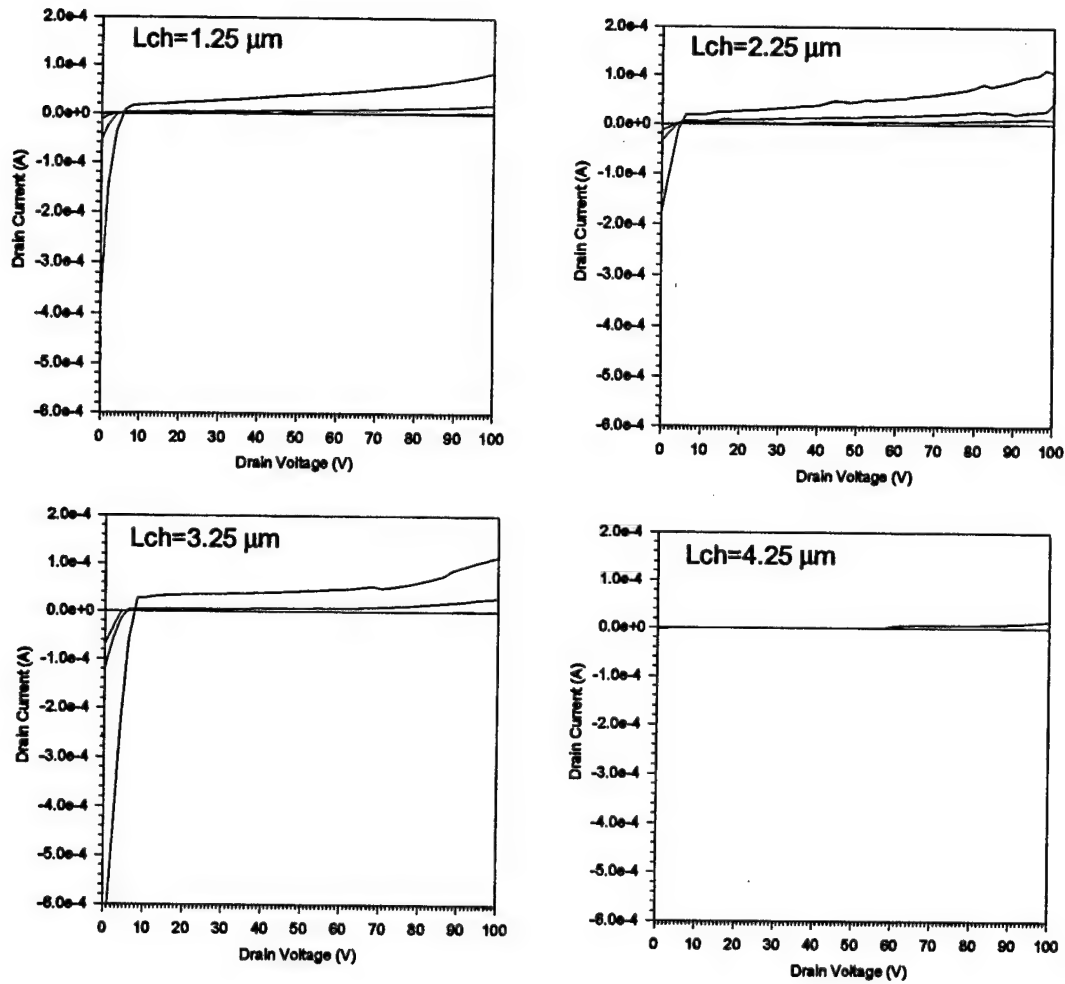 Lch=1.25 µm
2.0e-4
1.0e-4
0.0e+0
-1.0e-4
-2.0e-4
-3.0e-4
-4.0e-4
-5.0e-4
-6.0e-4
Drain Current (A)
0 10 20 30 40 50 60 70 80 90 100
Drain Voltage (V)
Lch=2.25 µm
2.0e-4
1.0e-4
0.0e+0
-1.0e-4
-2.0e-4
-3.0e-4
-4.0e-4
-5.0e-4
-6.0e-4
Drain Current (A)
0 10 20 30 40 50 60 70 80 90 100
Drain Voltage (V)
Lch=3.25 µm
2.0e-4
1.0e-4
0.0e+0
-1.0e-4
-2.0e-4
-3.0e-4
-4.0e-4
-5.0e-4
-6.0e-4
Drain Current (A)
0 10 20 30 40 50 60 70 80 90 100
Drain Voltage (V)
Lch=4.25 µm
2.0e-4
1.0e-4
0.0e+0
-1.0e-4
-2.0e-4
-3.0e-4
-4.0e-4
-5.0e-4
-6.0e-4
Drain Current (A)
0 10 20 30 40 50 60 70 80 90 100
Drain Voltage (V)